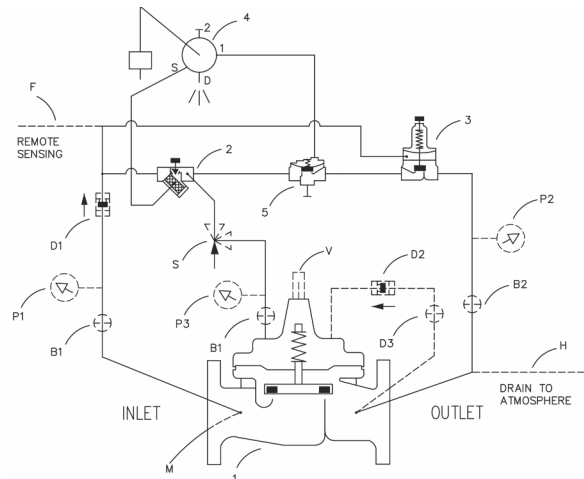 2
4
1
S
D
F
REMOTE
SENSING
2
3
5
P2
D1
S
V
D2
P1
P3
B1
B1
D3
B2
H
INLET
OUTLET
DRAIN TO
ATMOSPHERE
M
1